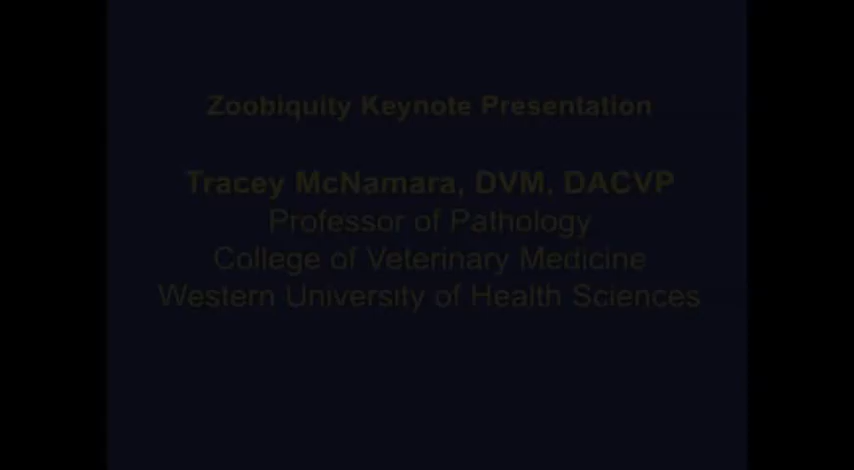 Zoobiquity Keynote Presentation
Tracey McNamara, DVM, DACVP
Professor of Pathology
College of Veterinary Medicine
Western University of Health Sciences